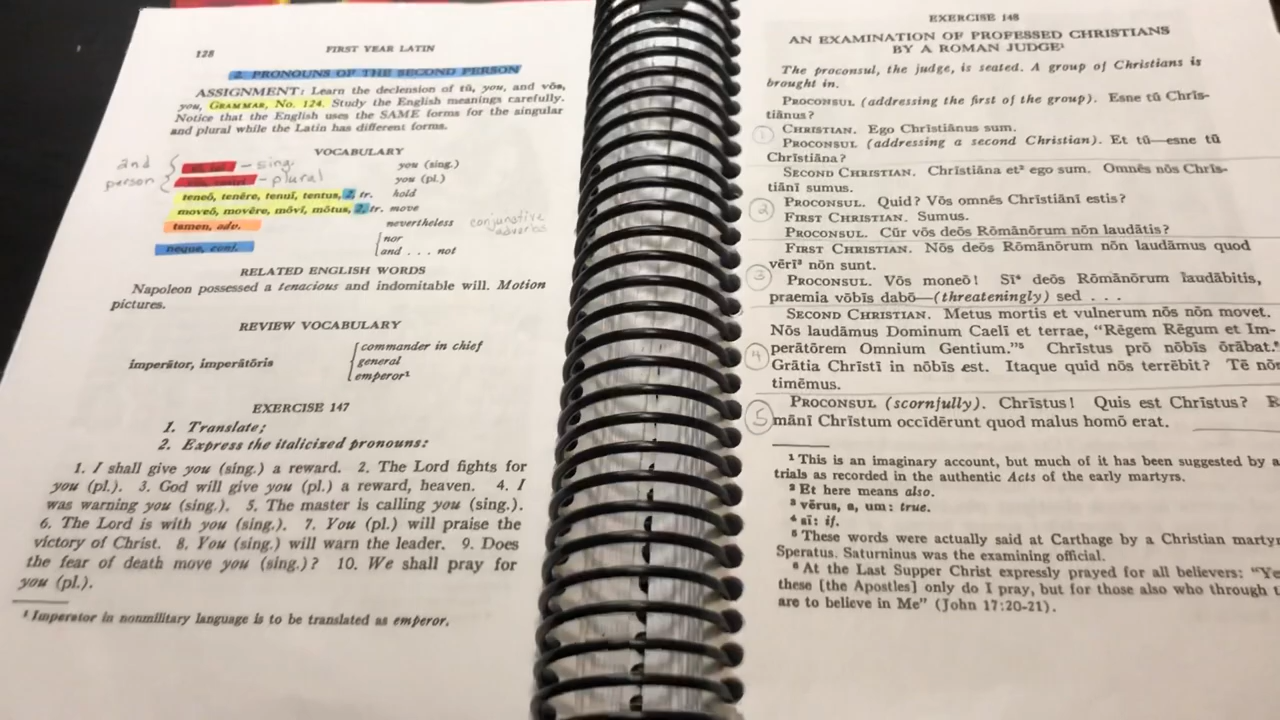 128
FIRST YEAR LATIN
2. PRONOUNS OF THE SECOND PERSON
ASSIGNMENT: Learn the declension of tū, you, and vōs,
you, GRAMMAR, No. 124. Study the English meanings carefully.
Notice that the English uses the SAME forms for the singular
and plural while the Latin has different forms.
VOCABULARY
2nd person { – sing. you (sing.)
– plural you (pl.)
teneō, tenēre, tenuī, tentus, 2, tr. hold
moveō, movēre, mōvī, mōtus, 2, tr. move
tamen, adv. nevertheless conjunctive adverbs
neque, conj. { nor
and . . . not
RELATED ENGLISH WORDS
Napoleon possessed a tenacious and indomitable will. Motion
pictures.
REVIEW VOCABULARY
imperātor, imperātōris { commander in chief
general
emperor¹
EXERCISE 147
1. Translate;
2. Express the italicized pronouns:
1. I shall give you (sing.) a reward. 2. The Lord fights for
you (pl.). 3. God will give you (pl.) a reward, heaven. 4. I
was warning you (sing.). 5. The master is calling you (sing.).
6. The Lord is with you (sing.). 7. You (pl.) will praise the
victory of Christ. 8. You (sing.) will warn the leader. 9. Does
the fear of death move you (sing.)? 10. We shall pray for
you (pl.).
¹ Imperator in nonmilitary language is to be translated as emperor.
EXERCISE 148
AN EXAMINATION OF PROFESSED CHRISTIANS
BY A ROMAN JUDGE¹
The proconsul, the judge, is seated. A group of Christians is
brought in.
PROCONSUL (addressing the first of the group). Esne tū Chrīs-
tiānus?
1 CHRISTIAN. Ego Chrīstiānus sum.
PROCONSUL (addressing a second Christian). Et tū—esne tū
Chrīstiāna?
SECOND CHRISTIAN. Chrīstiāna et² ego sum. Omnēs nōs Chrīs-
tiānī sumus.
2 PROCONSUL. Quid? Vōs omnēs Chrīstiānī estis?
FIRST CHRISTIAN. Sumus.
PROCONSUL. Cūr vōs deōs Rōmānōrum nōn laudātis?
FIRST CHRISTIAN. Nōs deōs Rōmānōrum nōn laudāmus quod
vērī³ nōn sunt.
3 PROCONSUL. Vōs moneō! Sī⁴ deōs Rōmānōrum laudābitis,
praemia vōbīs dabō—(threateningly) sed . . .
SECOND CHRISTIAN. Metus mortis et vulnerum nōs nōn movet.
Nōs laudāmus Dominum Caelī et terrae, “Rēgem Rēgum et Im-
4 perātōrem Omnium Gentium.”⁵ Chrīstus prō nōbīs ōrābat.⁶
Grātia Chrīstī in nōbīs est. Itaque quid nōs terrēbit? Tē nōn
timēmus.
PROCONSUL (scornfully). Chrīstus! Quis est Chrīstus? R
5 mānī Chrīstum occīdērunt quod malus homō erat.
¹ This is an imaginary account, but much of it has been suggested by a
trials as recorded in the authentic Acts of the early martyrs.
² Et here means also.
³ vērus, a, um: true.
⁴ sī: if.
⁵ These words were actually said at Carthage by a Christian martyr
Speratus. Saturninus was the examining official.
⁶ At the Last Supper Christ expressly prayed for all believers: “Ye
these [the Apostles] only do I pray, but for those also who through t
are to believe in Me” (John 17:20-21).